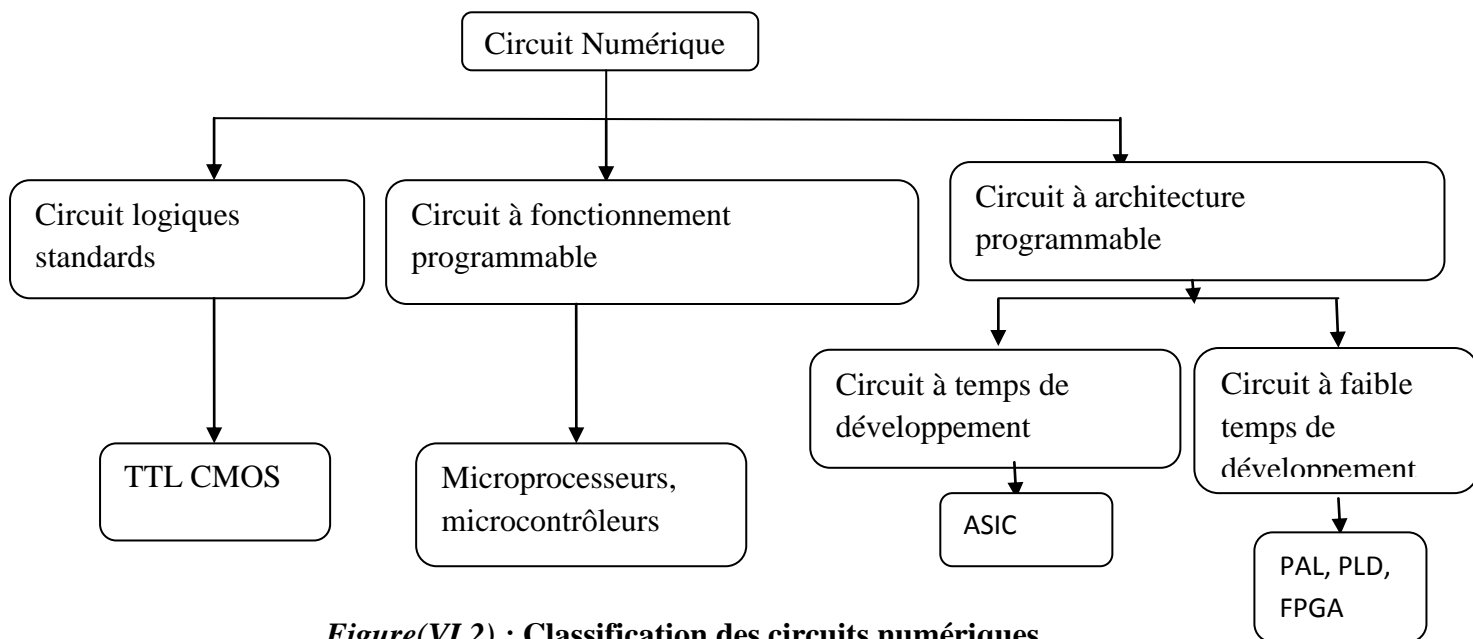 Circuit Numérique
Circuit logiques
standards
Circuit à fonctionnement
programmable
Circuit à architecture
programmable
Circuit à temps de
développement
Circuit à faible
temps de
développement
TTL CMOS
Microprocesseurs,
microcontrôleurs
ASIC
PAL, PLD,
FPGA
Figure(VI.2) : Classification des circuits numériques